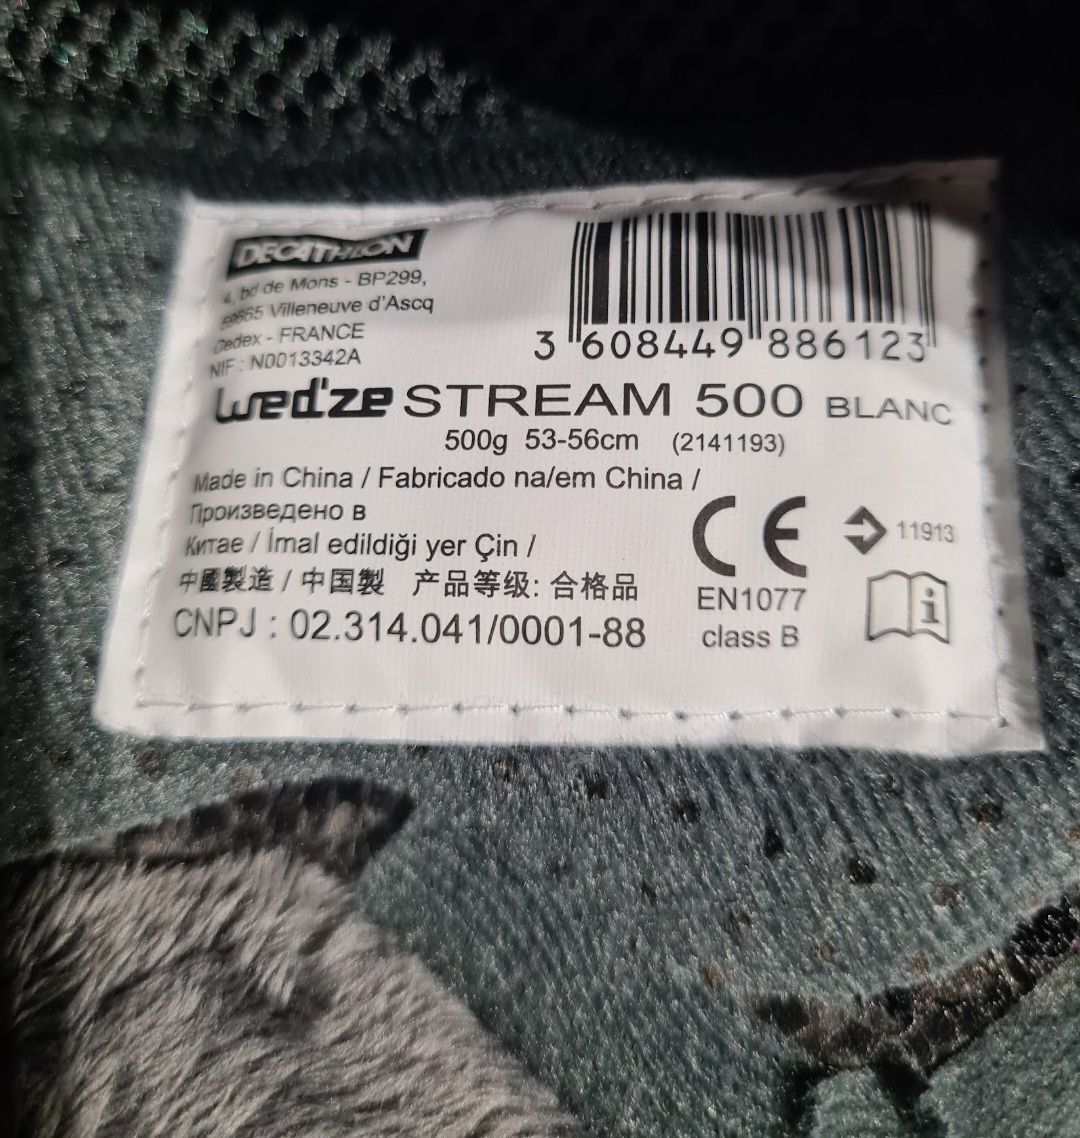 DECATHLON
4, bd de Mons - BP299,
59665 Villeneuve d'Ascq
Cedex - FRANCE
NIF : N0013342A
3 608449 886123
Wed'ze STREAM 500 BLANC
500g 53-56cm (2141193)
Made in China / Fabricado na/em China /
Произведено в
Китае / İmal edildiği yer Çin /
中國製造 / 中国製 产品等级: 合格品
CNPJ : 02.314.041/0001-88
CE
11913
EN1077
class B
i